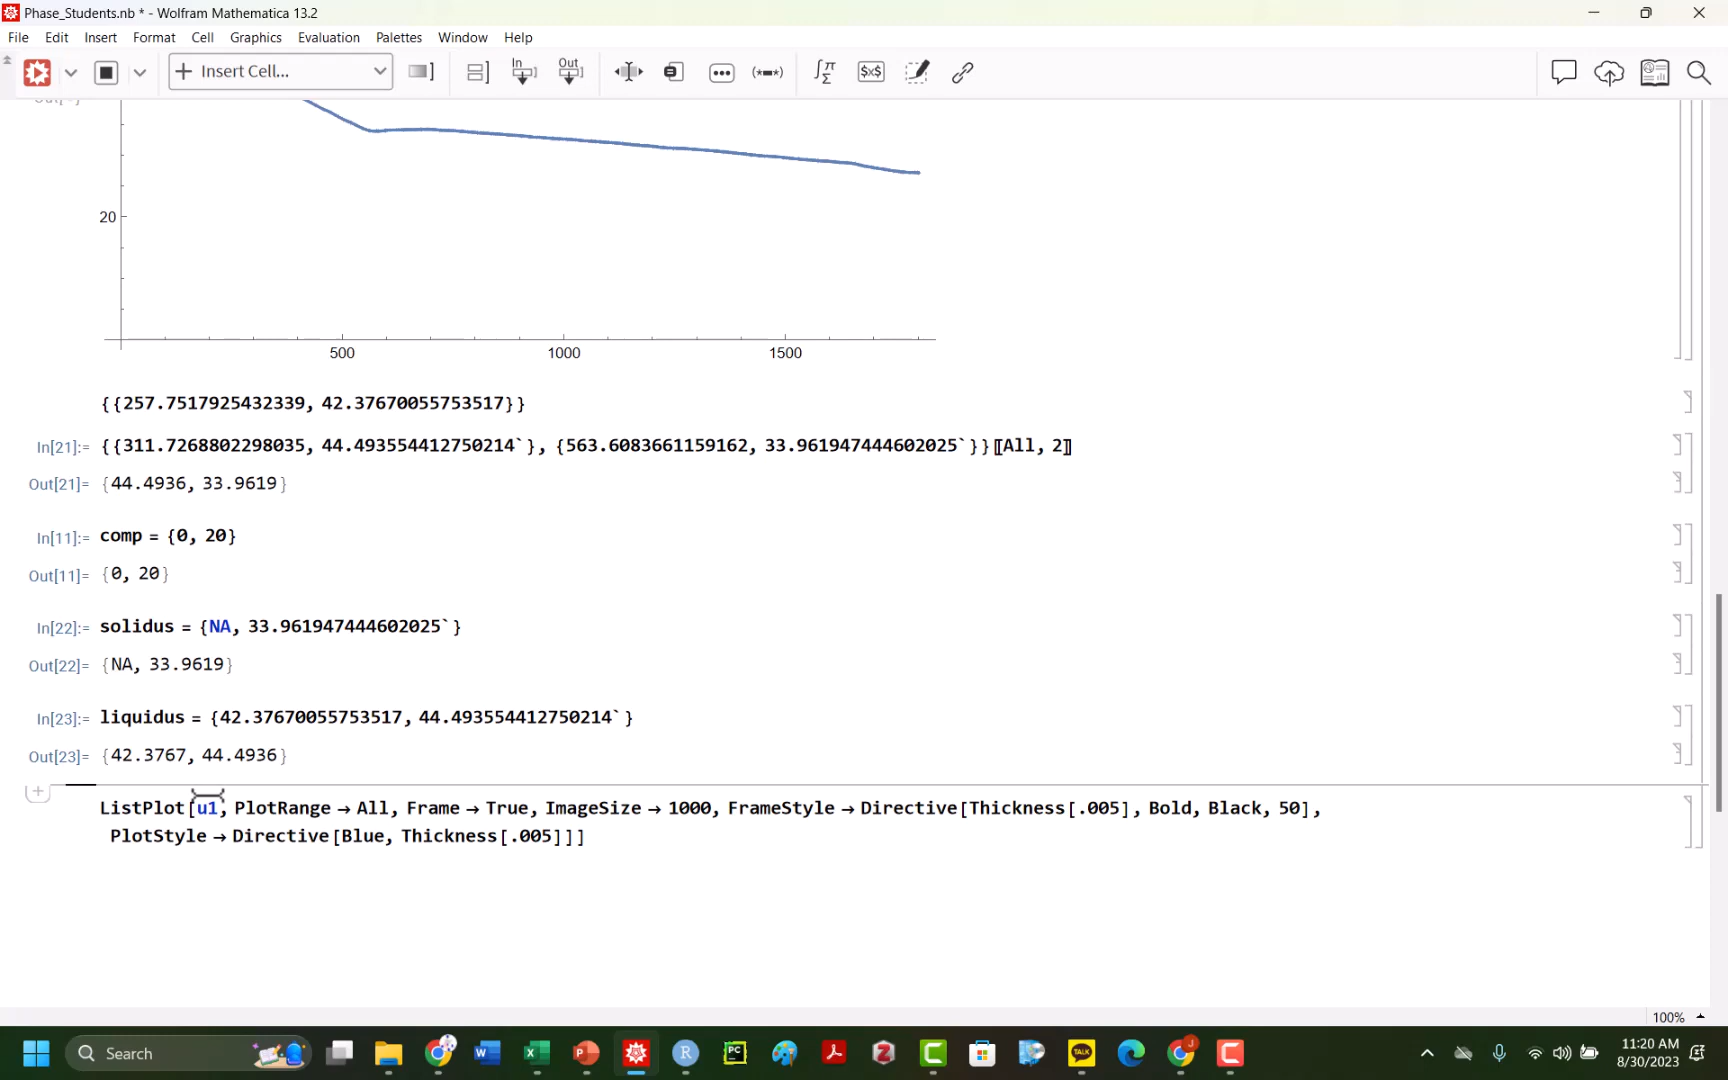 Phase_Students.nb * - Wolfram Mathematica 13.2
File Edit Insert Format Cell Graphics Evaluation Palettes Window Help
Insert Cell...
In Out
$x$
20
500 1000 1500
{{257.7517925432339, 42.37670055753517}}
In[21]:= {{311.7268802298035, 44.493554412750214`}, {563.6083661159162, 33.961947444602025`}}〚All, 2〛
Out[21]= {44.4936, 33.9619}
In[11]:= comp = {0, 20}
Out[11]= {0, 20}
In[22]:= solidus = {NA, 33.961947444602025`}
Out[22]= {NA, 33.9619}
In[23]:= liquidus = {42.37670055753517, 44.493554412750214`}
Out[23]= {42.3767, 44.4936}
ListPlot[u1, PlotRange → All, Frame → True, ImageSize → 1000, FrameStyle → Directive[Thickness[.005], Bold, Black, 50],
PlotStyle → Directive[Blue, Thickness[.005]]]
100%
Search
TALK
11:20 AM
8/30/2023